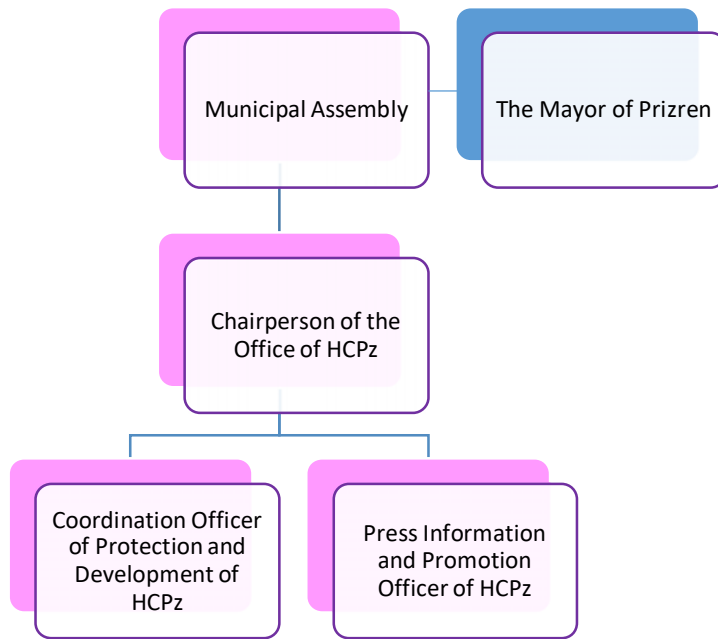 Municipal Assembly
The Mayor of Prizren
Chairperson of the
Office of HCPz
Coordination Officer
of Protection and
Development of
HCPz
Press Information
and Promotion
Officer of HCPz